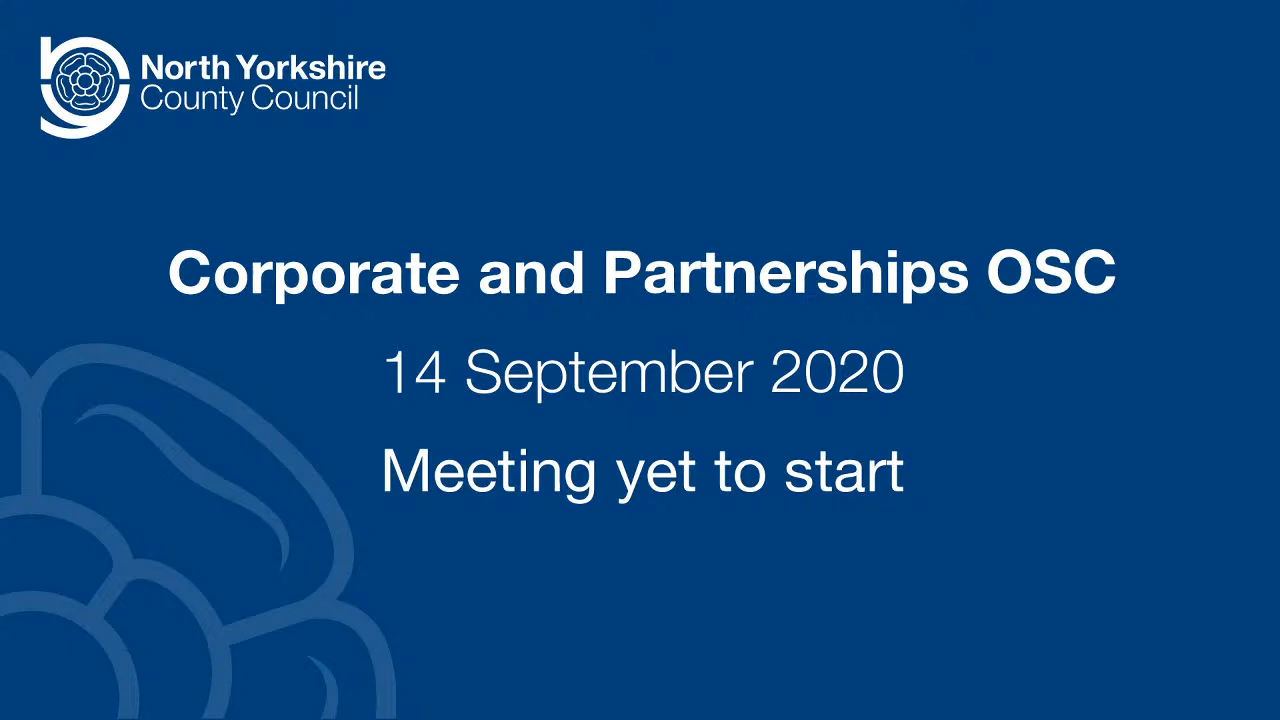 North Yorkshire
County Council
Corporate and Partnerships OSC
14 September 2020
Meeting yet to start